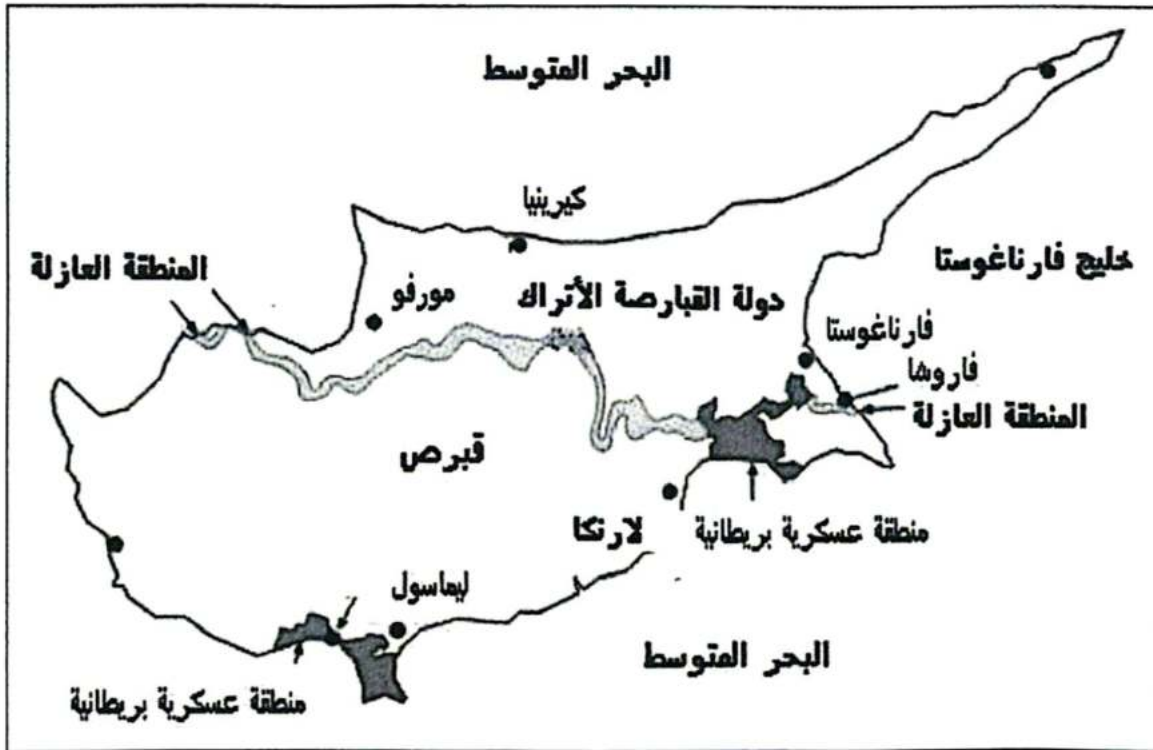 البحر المتوسط
كيرينيا
خليج فارناغوستا
المنطقة العازلة
مورفو
دولة القبارصة الأتراك
فارناغوستا
فاروشا
المنطقة العازلة
قبرص
لارنكا
منطقة عسكرية بريطانية
ليماسول
البحر المتوسط
منطقة عسكرية بريطانية